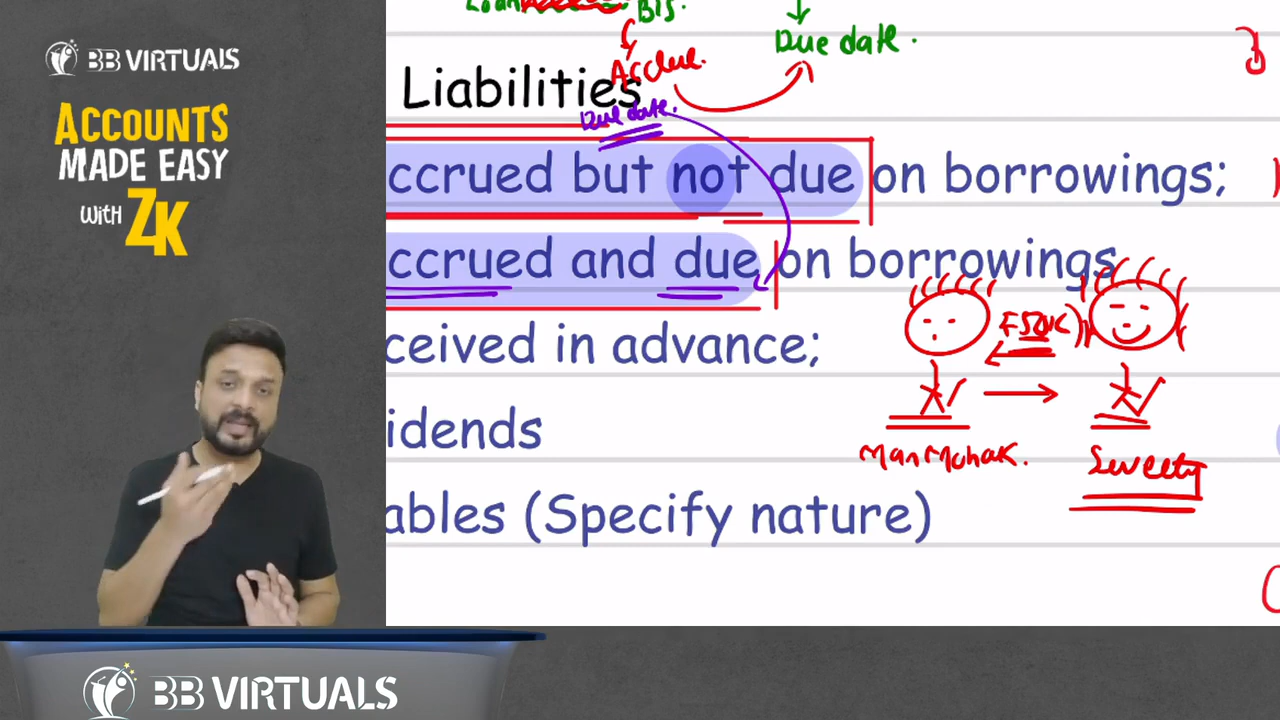 BB VIRTUALS
ACCOUNTS
MADE EASY
WITH ZK
Loan B/S.
Accrue.
Due date.
Liabilities
Due date.
ccrued but not due on borrowings;
ccrued and due on borrowings
ceived in advance;
idends
ables (Specify nature)
ManMohak.
Sweety
BB VIRTUALS